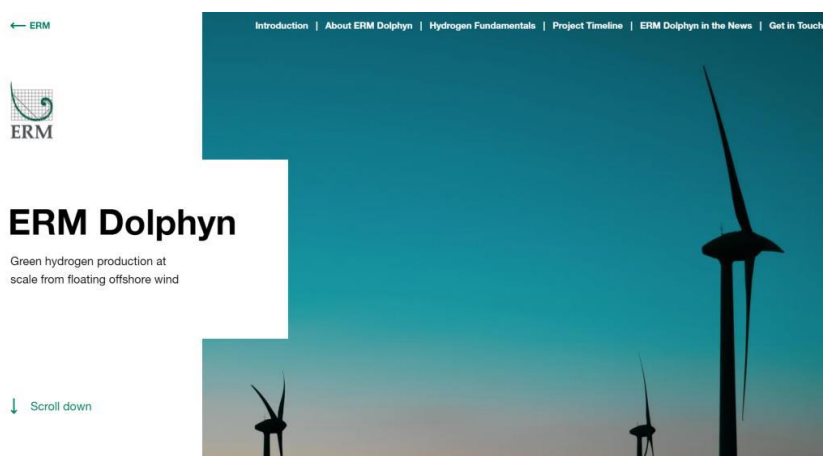 ← ERM
Introduction | About ERM Dolphyn | Hydrogen Fundamentals | Project Timeline | ERM Dolphyn in the News | Get in Touch
ERM
ERM Dolphyn
Green hydrogen production at
scale from floating offshore wind
↓ Scroll down